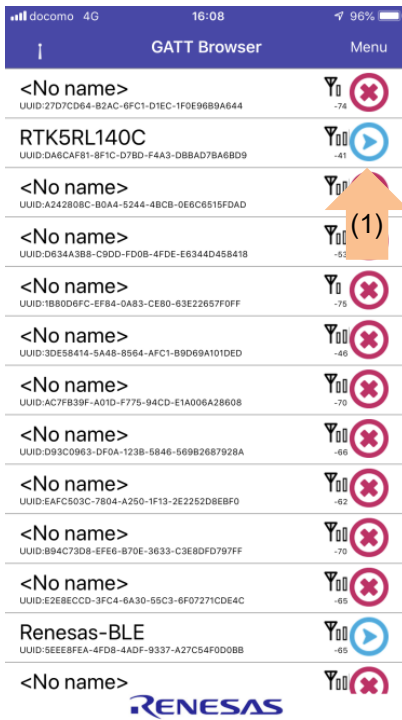 docomo 4G 16:08 96%
i GATT Browser Menu
<No name>
UUID:27D7CD64-B2AC-6FC1-D1EC-1F0E96B9A644
-74
RTK5RL140C
UUID:DA6CAF81-8F1C-D7BD-F4A3-DBBAD7BA6BD9
-41
<No name>
UUID:A242808C-B0A4-5244-4BCB-0E6C6515FDAD
(1)
<No name>
UUID:D634A3B8-C9DD-FD0B-4FDE-E6344D458418
-53
<No name>
UUID:1B80D6FC-EF84-0A83-CE80-63E22657F0FF
-75
<No name>
UUID:3DE58414-5A48-8564-AFC1-B9D69A101DED
-46
<No name>
UUID:AC7FB39F-A01D-F775-94CD-E1A006A28608
-70
<No name>
UUID:D93C0963-DF0A-123B-5846-569B2687928A
-66
<No name>
UUID:EAFC503C-7804-A250-1F13-2E2252D8EBF0
-62
<No name>
UUID:B94C73D8-EFE6-B70E-3633-C3E8DFD797FF
-70
<No name>
UUID:E2E8ECCD-3FC4-6A30-55C3-6F07271CDE4C
-65
Renesas-BLE
UUID:5EEE8FEA-4FD8-4ADF-9337-A27C54F0D0BB
-65
<No name>
RENESAS